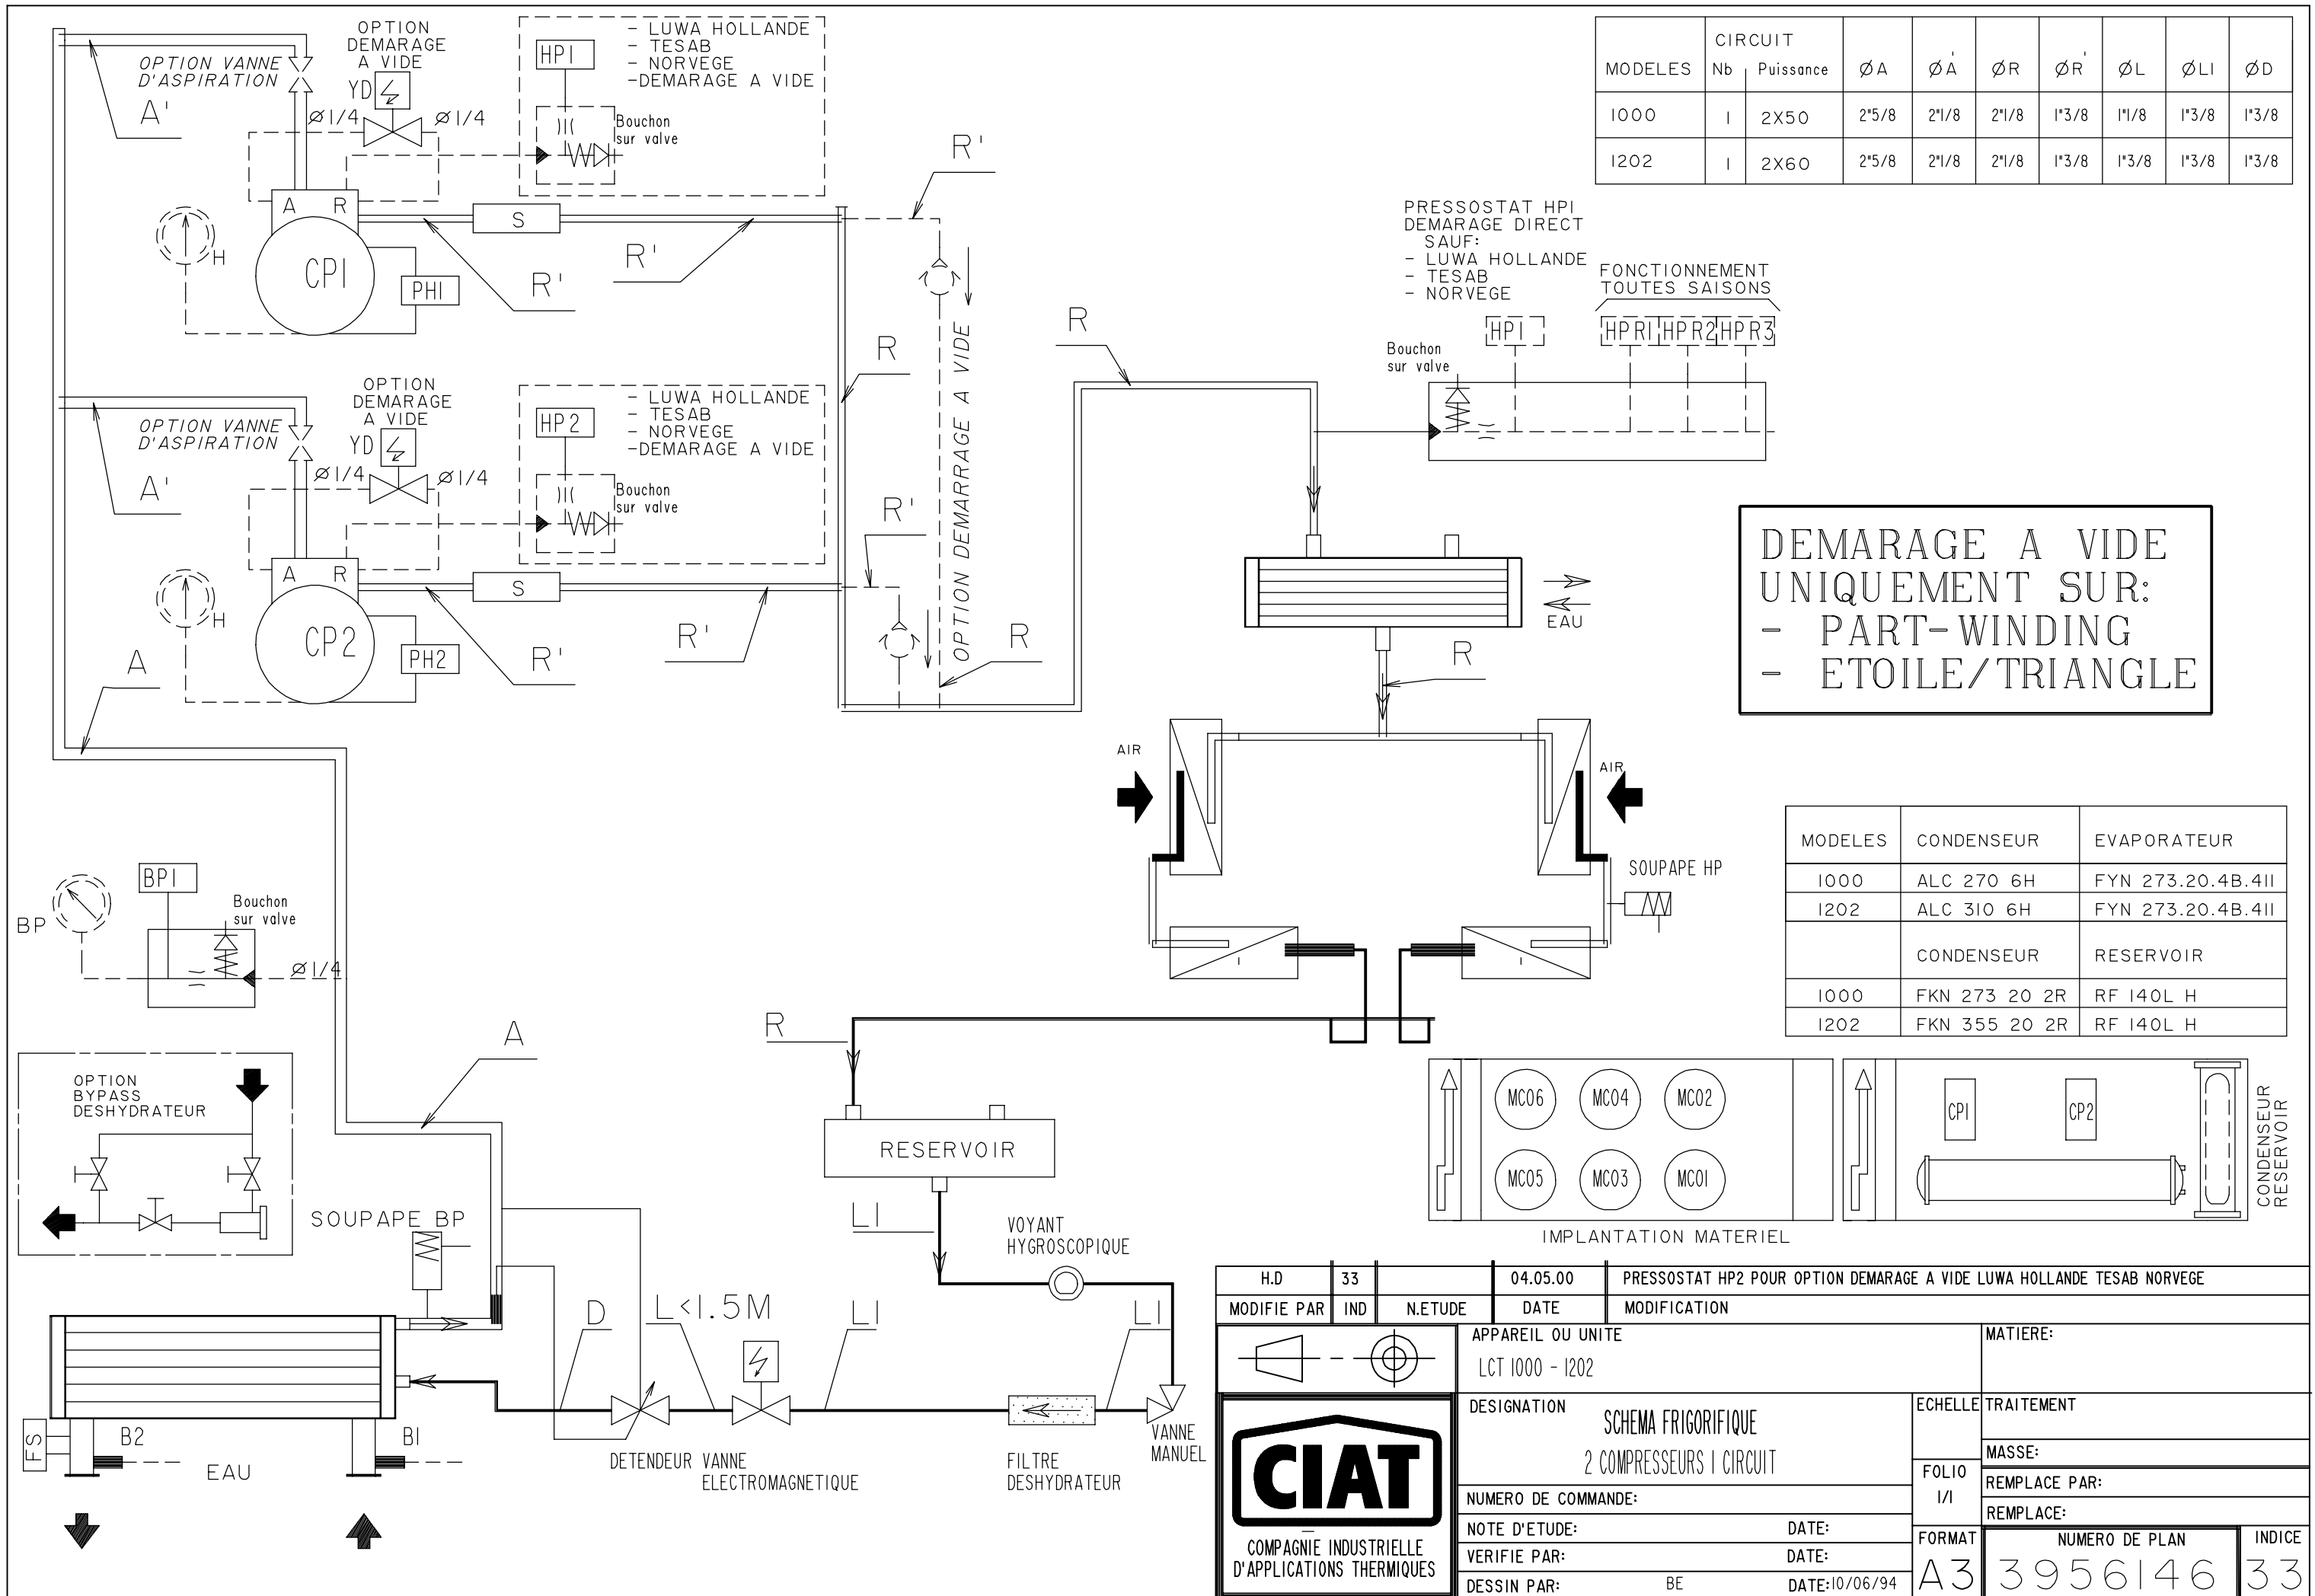 OPTION
DEMARAGE
A VIDE
OPTION VANNE
D'ASPIRATION
YD
Ø1/4
Ø1/4
A'
HP1
- LUWA HOLLANDE
- TESAB
- NORVEGE
-DEMARAGE A VIDE
Bouchon
sur valve
A
R
S
H
CP1
PH1
R'
R'
R'
OPTION
DEMARAGE
A VIDE
OPTION VANNE
D'ASPIRATION
YD
Ø1/4
Ø1/4
A'
HP2
- LUWA HOLLANDE
- TESAB
- NORVEGE
-DEMARAGE A VIDE
Bouchon
sur valve
A
R
S
H
CP2
PH2
R'
R'
R'
R
OPTION DEMARRAGE A VIDE
R
R
A
MODELES
CIRCUIT
Nb Puissance
ØA ØA' ØR ØR' ØL ØL1 ØD
1000 1 2X50 2"5/8 2"1/8 2"1/8 1"3/8 1"1/8 1"3/8 1"3/8
1202 1 2X60 2"5/8 2"1/8 2"1/8 1"3/8 1"3/8 1"3/8 1"3/8
PRESSOSTAT HP1
DEMARAGE DIRECT
SAUF:
- LUWA HOLLANDE
- TESAB
- NORVEGE
FONCTIONNEMENT
TOUTES SAISONS
HP1
HPR1 HPR2 HPR3
Bouchon
sur valve
EAU
R
DEMARAGE A VIDE
UNIQUEMENT SUR:
- PART-WINDING
- ETOILE/TRIANGLE
AIR
AIR
SOUPAPE HP
MODELES CONDENSEUR EVAPORATEUR
1000 ALC 270 6H FYN 273.20.4B.411
1202 ALC 310 6H FYN 273.20.4B.411
CONDENSEUR RESERVOIR
1000 FKN 273 20 2R RF 140L H
1202 FKN 355 20 2R RF 140L H
BP1
BP
Bouchon
sur valve
Ø1/4
A
R
OPTION
BYPASS
DESHYDRATEUR
SOUPAPE BP
RESERVOIR
L1
VOYANT
HYGROSCOPIQUE
D
L<1.5M
L1
L1
DETENDEUR
VANNE
ELECTROMAGNETIQUE
FILTRE
DESHYDRATEUR
VANNE
MANUEL
FS
B2
B1
EAU
MC06 MC04 MC02
MC05 MC03 MC01
CP1
CP2
CONDENSEUR
RESERVOIR
IMPLANTATION MATERIEL
H.D 33 04.05.00 PRESSOSTAT HP2 POUR OPTION DEMARAGE A VIDE LUWA HOLLANDE TESAB NORVEGE
MODIFIE PAR IND N.ETUDE DATE MODIFICATION
APPAREIL OU UNITE
LCT 1000 - 1202
MATIERE:
DESIGNATION
SCHEMA FRIGORIFIQUE
2 COMPRESSEURS 1 CIRCUIT
ECHELLE
TRAITEMENT
MASSE:
FOLIO
1/1
REMPLACE PAR:
REMPLACE:
CIAT
COMPAGNIE INDUSTRIELLE
D'APPLICATIONS THERMIQUES
NUMERO DE COMMANDE:
NOTE D'ETUDE: DATE:
VERIFIE PAR: DATE:
DESSIN PAR: BE DATE:10/06/94
FORMAT
A3
NUMERO DE PLAN
3956146
INDICE
33